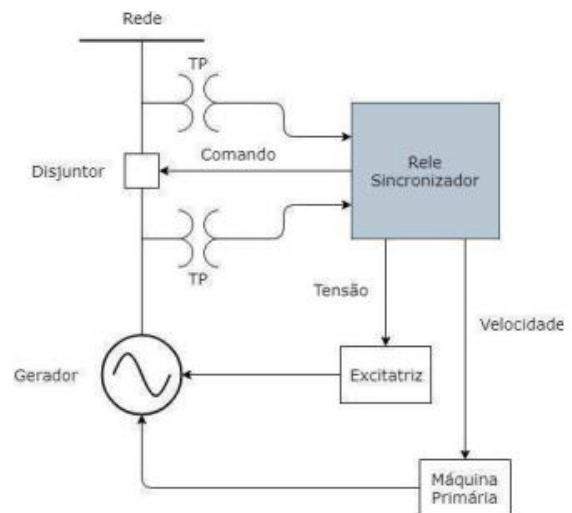 Rede
TP
Comando
Rele
Sincronizador
Disjuntor
TP
Tensão
Velocidade
Gerador
Excitatriz
Máquina
Primária